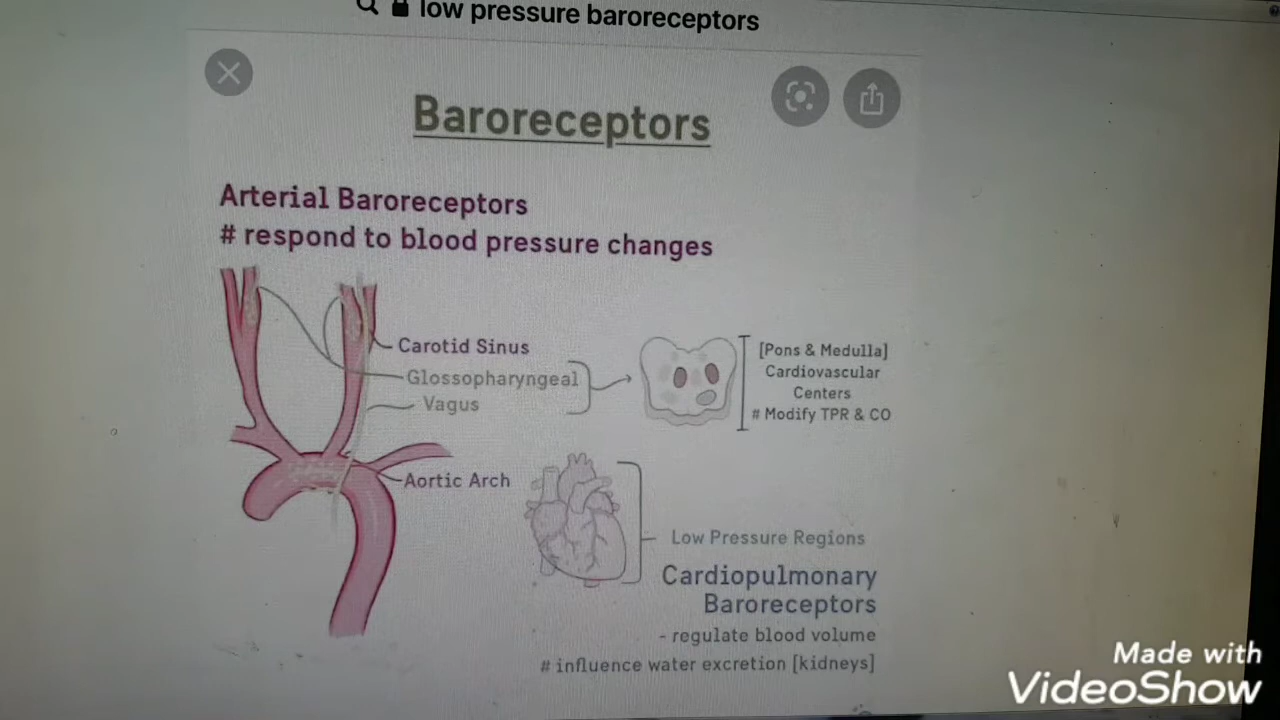 low pressure baroreceptors
Baroreceptors
Arterial Baroreceptors
# respond to blood pressure changes
Carotid Sinus
Glossopharyngeal
Vagus
[Pons & Medulla]
Cardiovascular
Centers
# Modify TPR & CO
Aortic Arch
Low Pressure Regions
Cardiopulmonary
Baroreceptors
- regulate blood volume
# influence water excretion [kidneys]
Made with
VideoShow